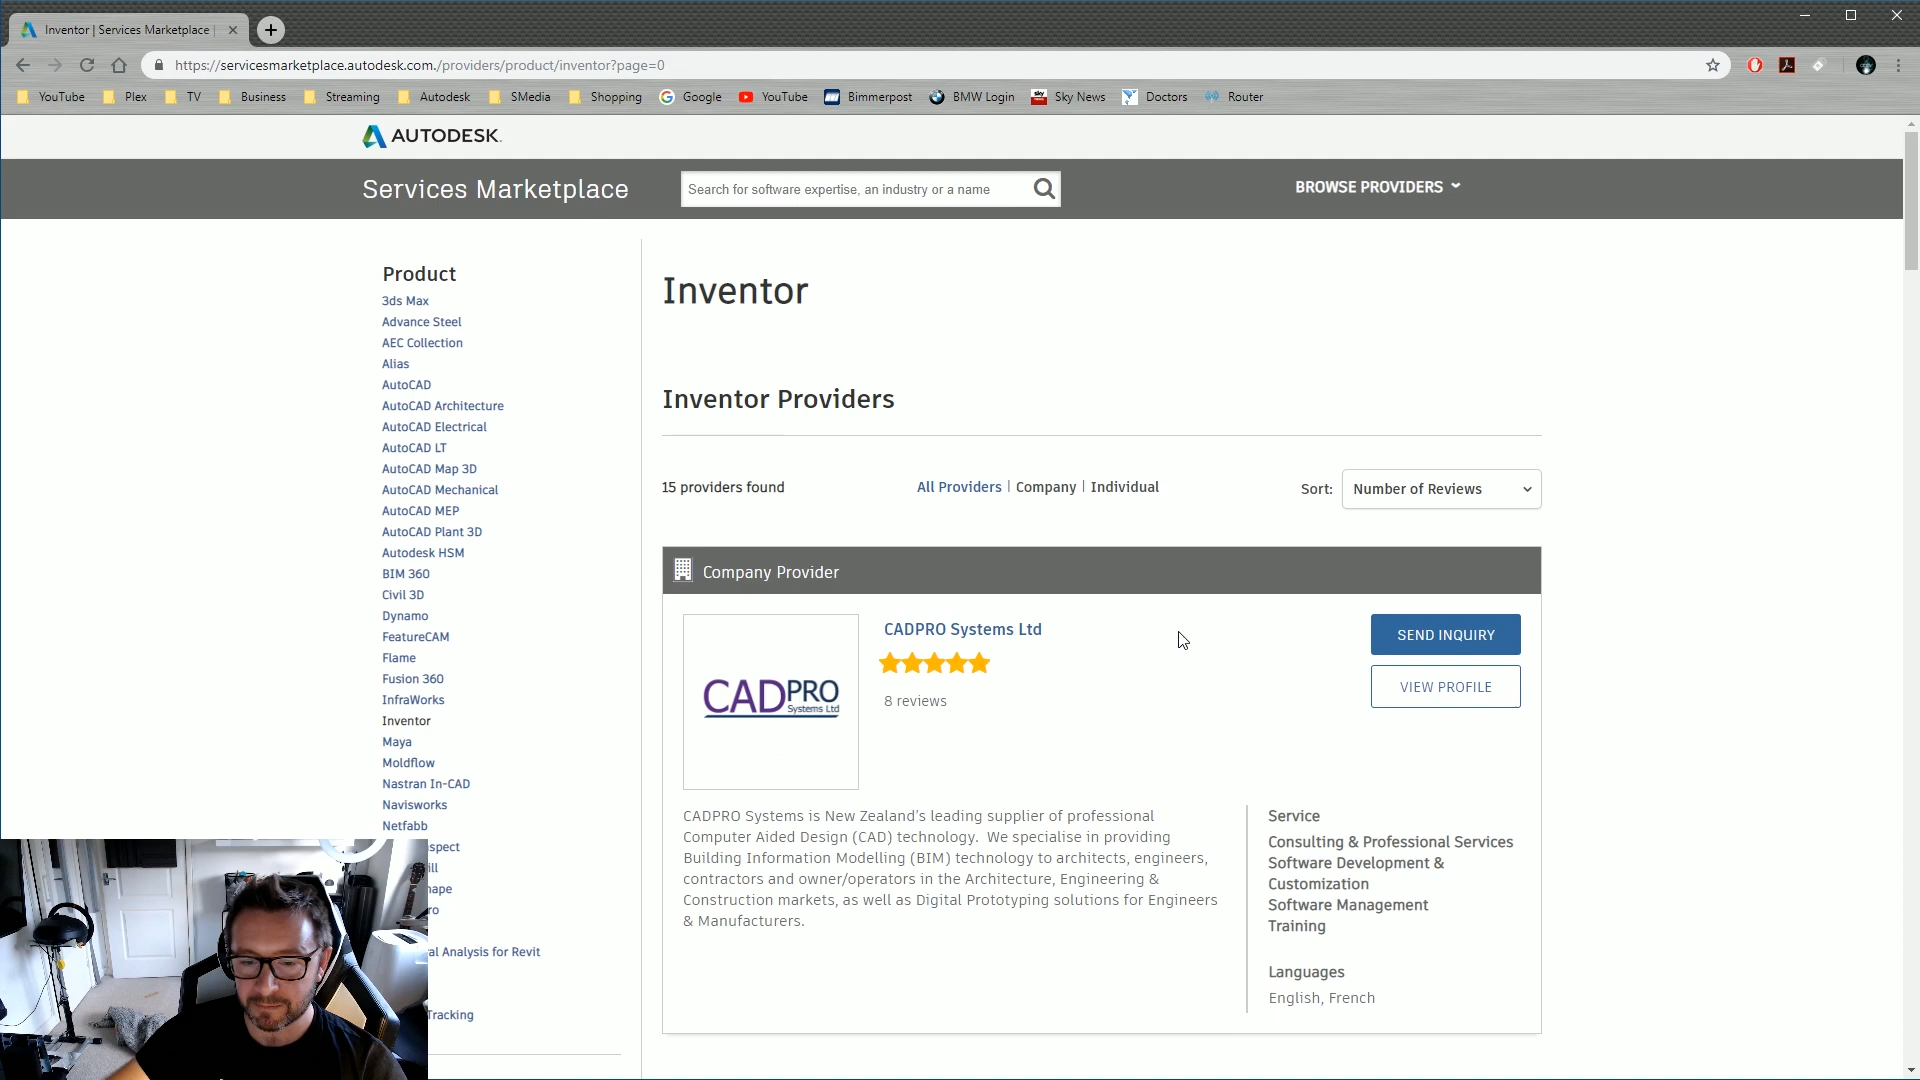 Inventor | Services Marketplace
https://servicesmarketplace.autodesk.com./providers/product/inventor?page=0
YouTube Plex TV Business Streaming Autodesk SMedia Shopping Google YouTube Bimmerpost BMW Login Sky News Doctors Router
AUTODESK.
Services Marketplace
Search for software expertise, an industry or a name
BROWSE PROVIDERS
Product
3ds Max
Advance Steel
AEC Collection
Alias
AutoCAD
AutoCAD Architecture
AutoCAD Electrical
AutoCAD LT
AutoCAD Map 3D
AutoCAD Mechanical
AutoCAD MEP
AutoCAD Plant 3D
Autodesk HSM
BIM 360
Civil 3D
Dynamo
FeatureCAM
Flame
Fusion 360
InfraWorks
Inventor
Maya
Moldflow
Nastran In-CAD
Navisworks
Netfabb
spect
ill
hape
ro
al Analysis for Revit
Tracking
Inventor
Inventor Providers
15 providers found
All Providers | Company | Individual
Sort: Number of Reviews
Company Provider
CADPRO Systems Ltd
CADPRO Systems Ltd
8 reviews
SEND INQUIRY
VIEW PROFILE
CADPRO Systems is New Zealand's leading supplier of professional
Computer Aided Design (CAD) technology. We specialise in providing
Building Information Modelling (BIM) technology to architects, engineers,
contractors and owner/operators in the Architecture, Engineering &
Construction markets, as well as Digital Prototyping solutions for Engineers
& Manufacturers.
Service
Consulting & Professional Services
Software Development &
Customization
Software Management
Training
Languages
English, French